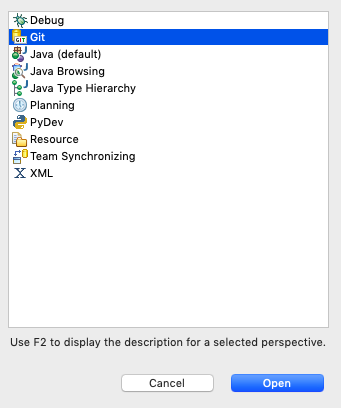 Debug
Git
Java (default)
Java Browsing
Java Type Hierarchy
Planning
PyDev
Resource
Team Synchronizing
XML
Use F2 to display the description for a selected perspective.
Cancel
Open